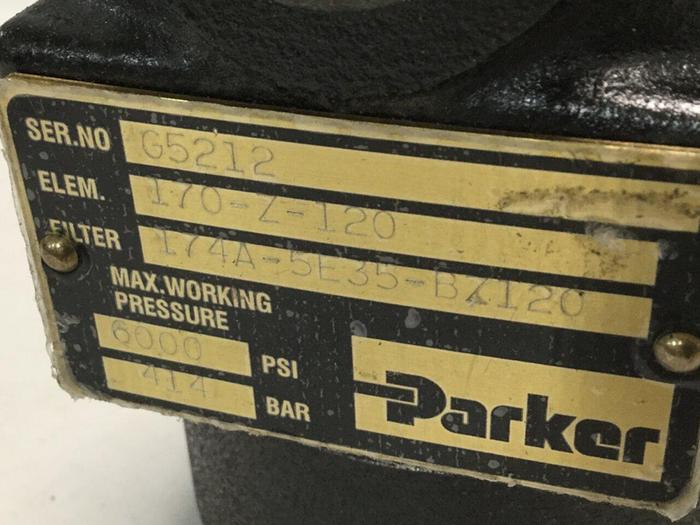 SER.NO G5212
ELEM. 170-Z-120
FILTER 174A-5E35-BZ120
MAX.WORKING
PRESSURE
6000 PSI
414 BAR
Parker